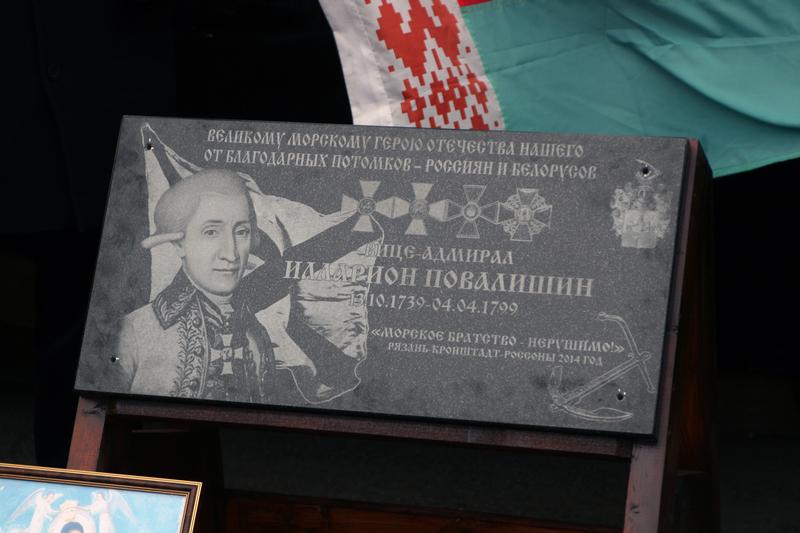 ВЕЛИКОМУ МОРСКОМУ ГЕРОЮ ОТЕЧЕСТВА НАШЕГО
ОТ БЛАГОДАРНЫХ ПОТОМКОВ - РОССИЯН И БЕЛОРУСОВ
ВИЦЕ-АДМИРАЛ
ИЛЛАРИОН ПОВАЛИШИН
13.10.1739-04.04.1799
«МОРСКОЕ БРАТСТВО - НЕРУШИМО!»
РЯЗАНЬ-КРОНШТАДТ-РОССОНЫ 2014 ГОД